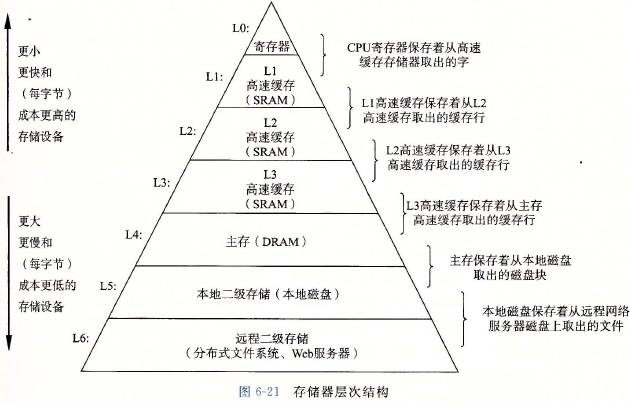 更小
更快和
（每字节）
成本更高的
存储设备
更大
更慢和
（每字节）
成本更低的
存储设备
L0:
寄存器
L1:
L1
高速缓存
（SRAM）
L2:
L2
高速缓存
（SRAM）
L3:
L3
高速缓存
（SRAM）
L4:
主存（DRAM）
L5:
本地二级存储（本地磁盘）
L6:
远程二级存储
（分布式文件系统、Web服务器）
CPU寄存器保存着从高速
缓存存储器取出的字
L1高速缓存保存着从L2
高速缓存取出的缓存行
L2高速缓存保存着从L3
高速缓存取出的缓存行
L3高速缓存保存着从主存
高速缓存取出的缓存行
主存保存着从本地磁盘
取出的磁盘块
本地磁盘保存着从远程网络
服务器磁盘上取出的文件
图 6-21 存储器层次结构